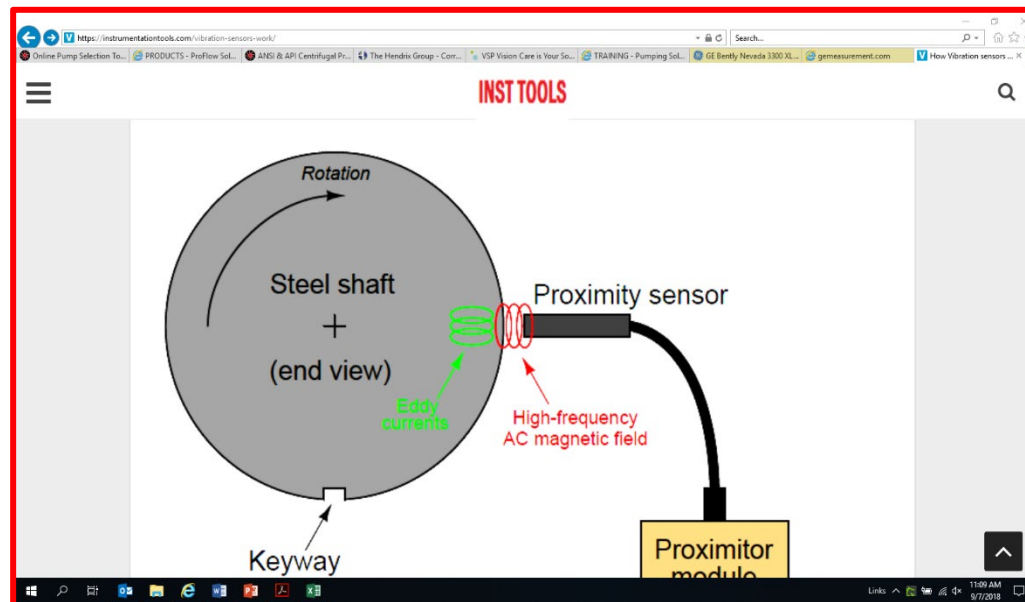 https://instrumentationtools.com/vibration-sensors-work/
Search...
Online Pump Selection To...
PRODUCTS - ProFlow Sol...
ANSI & API Centrifugal Pr...
The Hendrix Group - Corr...
VSP Vision Care is Your So...
TRAINING - Pumping Sol...
GE Bently Nevada 3300 XL...
gemeasurement.com
How Vibration sensors ...
INST TOOLS
Rotation
Steel shaft
(end view)
Proximity sensor
Eddy
currents
High-frequency
AC magnetic field
Keyway
Proximitor
module
Links
11:09 AM
9/7/2018